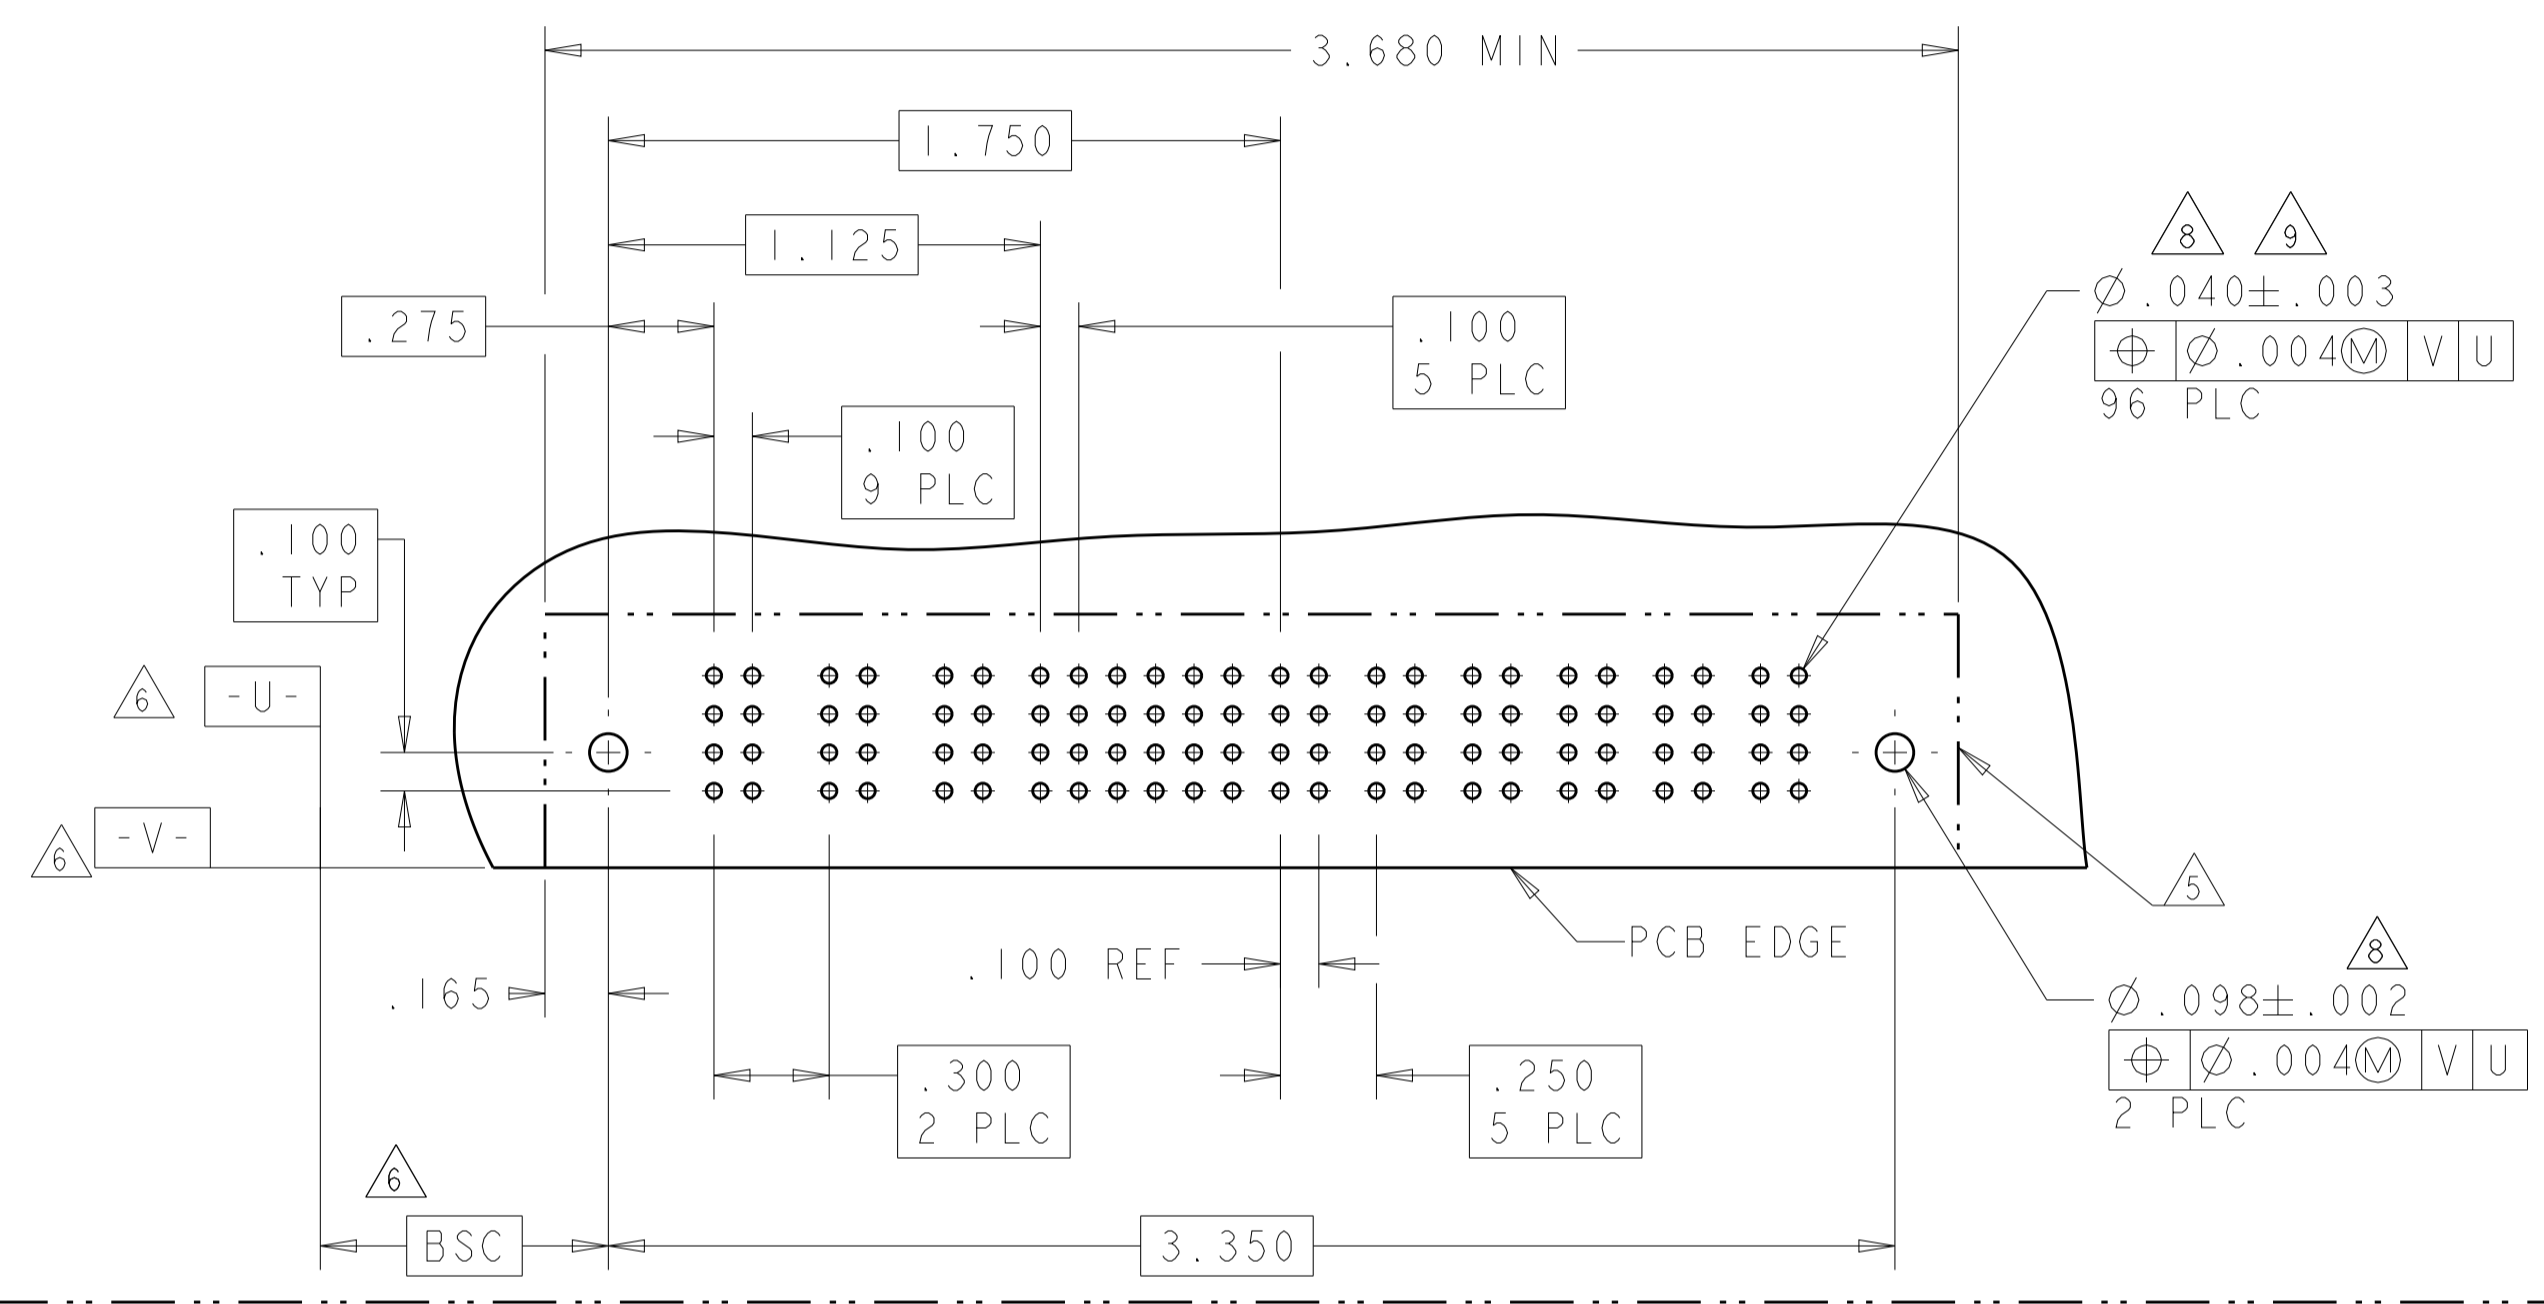 3.680 MIN
1.750
1.125
.275
.100
5 PLC
.100
9 PLC
8
9
Ø.040±.003
⌖ Ø.004Ⓜ V U
96 PLC
.100
TYP
6
-U-
6
-V-
5
PCB EDGE
.100 REF
.165
8
Ø.098±.002
⌖ Ø.004Ⓜ V U
2 PLC
.300
2 PLC
.250
5 PLC
6
BSC
3.350